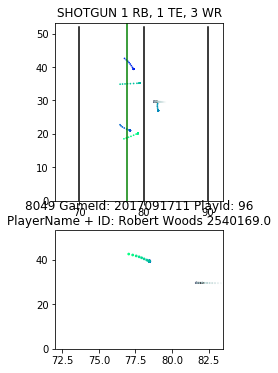 SHOTGUN 1 RB, 1 TE, 3 WR
50
40
30
20
10
0
70 80 90
8049 GameId: 2017091711 PlayId: 96
PlayerName + ID: Robert Woods 2540169.0
40
20
0
72.5 75.0 77.5 80.0 82.5